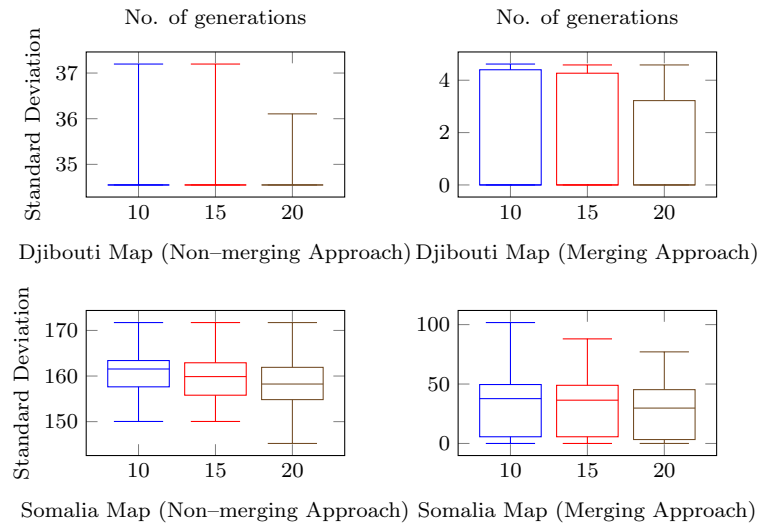 No. of generations No. of generations
Standard Deviation
37
36
35
10 15 20
4
2
0
10 15 20
Djibouti Map (Non–merging Approach) Djibouti Map (Merging Approach)
Standard Deviation
170
160
150
10 15 20
100
50
0
10 15 20
Somalia Map (Non–merging Approach) Somalia Map (Merging Approach)